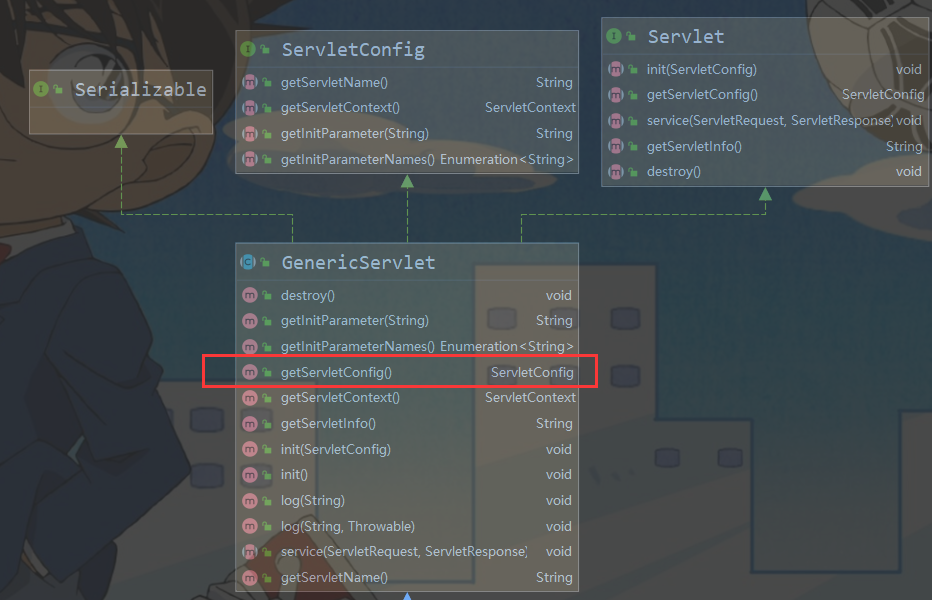 Serializable
ServletConfig
getServletName() String
getServletContext() ServletContext
getInitParameter(String) String
getInitParameterNames() Enumeration<String>
Servlet
init(ServletConfig) void
getServletConfig() ServletConfig
service(ServletRequest, ServletResponse) void
getServletInfo() String
destroy() void
GenericServlet
destroy() void
getInitParameter(String) String
getInitParameterNames() Enumeration<String>
getServletConfig() ServletConfig
getServletContext() ServletContext
getServletInfo() String
init(ServletConfig) void
init() void
log(String) void
log(String, Throwable) void
service(ServletRequest, ServletResponse) void
getServletName() String